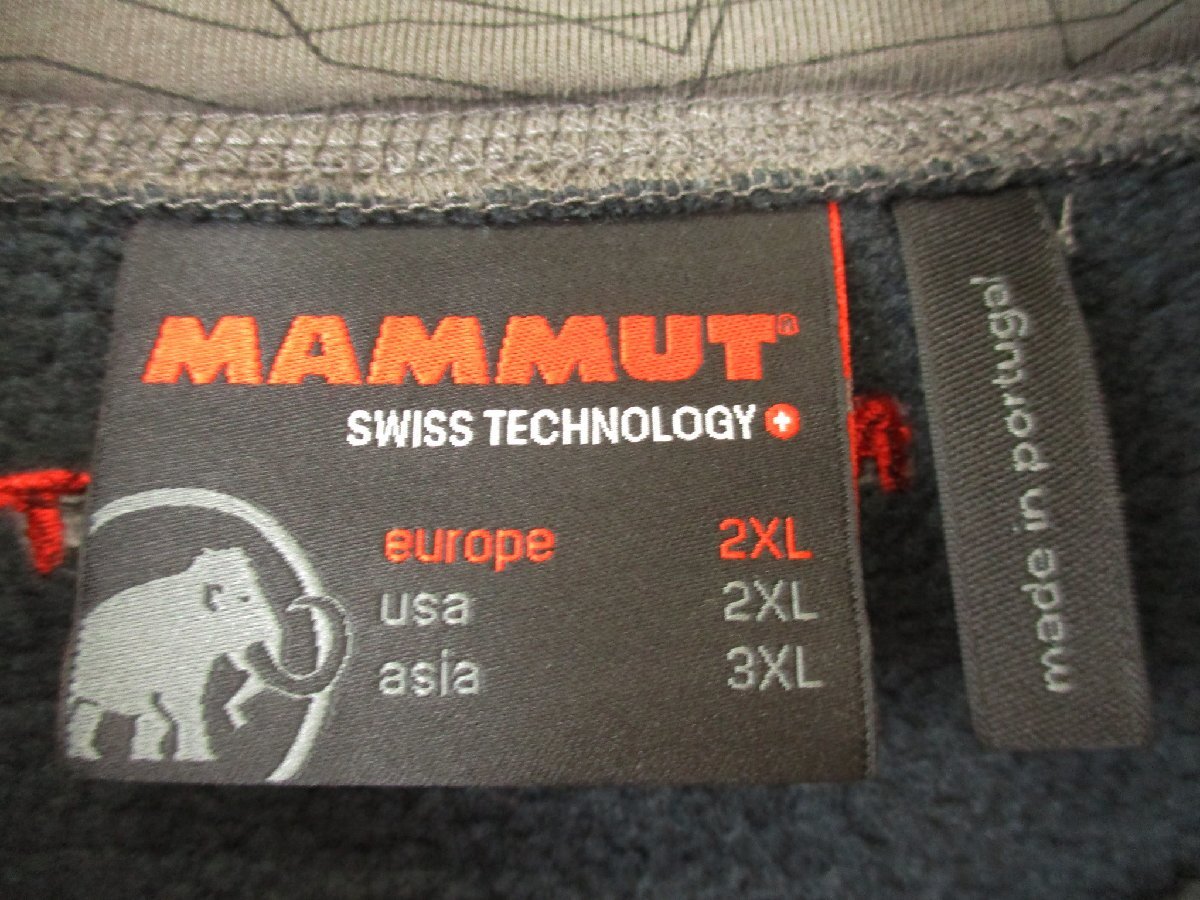 MAMMUT®
SWISS TECHNOLOGY
europe 2XL
usa 2XL
asia 3XL
made in portugal